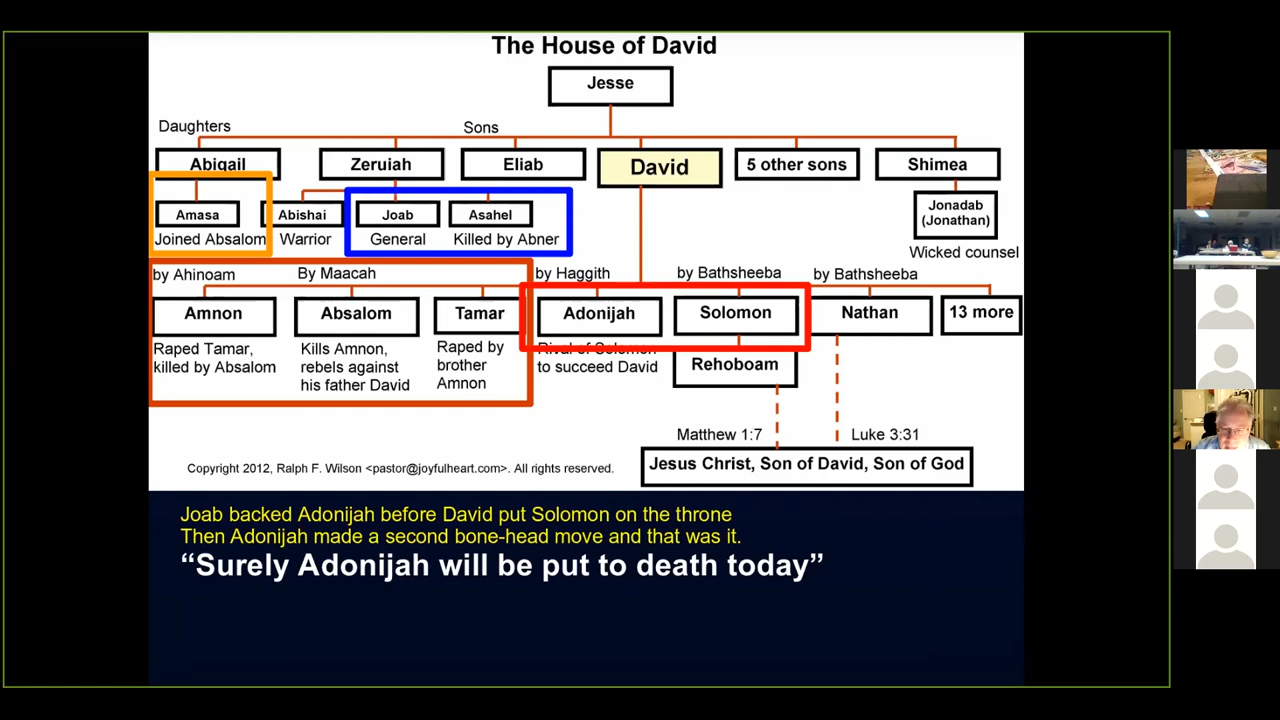 The House of David
Jesse
Daughters
Sons
Abigail
Zeruiah
Eliab
David
5 other sons
Shimea
Amasa
Abishai
Joab
Asahel
Jonadab
(Jonathan)
Joined Absalom
Warrior
General
Killed by Abner
Wicked counsel
by Ahinoam
By Maacah
by Haggith
by Bathsheeba
by Bathsheeba
Amnon
Absalom
Tamar
Adonijah
Solomon
Nathan
13 more
Raped Tamar,
killed by Absalom
Kills Amnon,
rebels against
his father David
Raped by
brother
Amnon
Rival of Solomon
to succeed David
Rehoboam
Matthew 1:7
Luke 3:31
Jesus Christ, Son of David, Son of God
Copyright 2012, Ralph F. Wilson <pastor@joyfulheart.com>. All rights reserved.
Joab backed Adonijah before David put Solomon on the throne
Then Adonijah made a second bone-head move and that was it.
“Surely Adonijah will be put to death today”